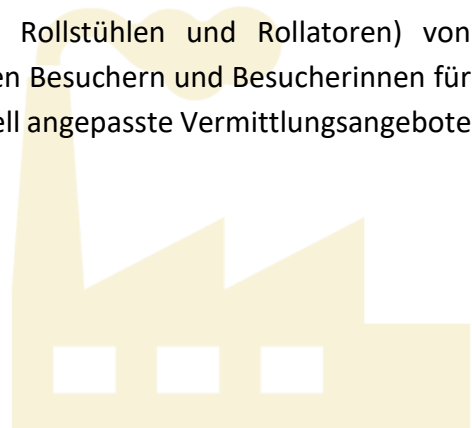 Rollstühlen und Rollatoren) von
en Besuchern und Besucherinnen für
ell angepasste Vermittlungsangebote